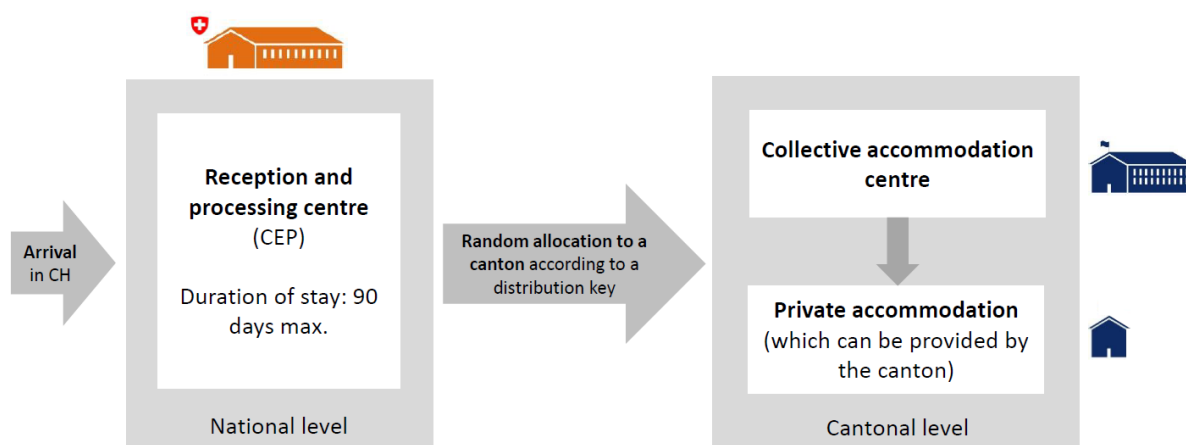 Arrival
in CH
Reception and
processing centre
(CEP)
Duration of stay: 90
days max.
National level
Random allocation to a
canton according to a
distribution key
Collective accommodation
centre
Private accommodation
(which can be provided by
the canton)
Cantonal level